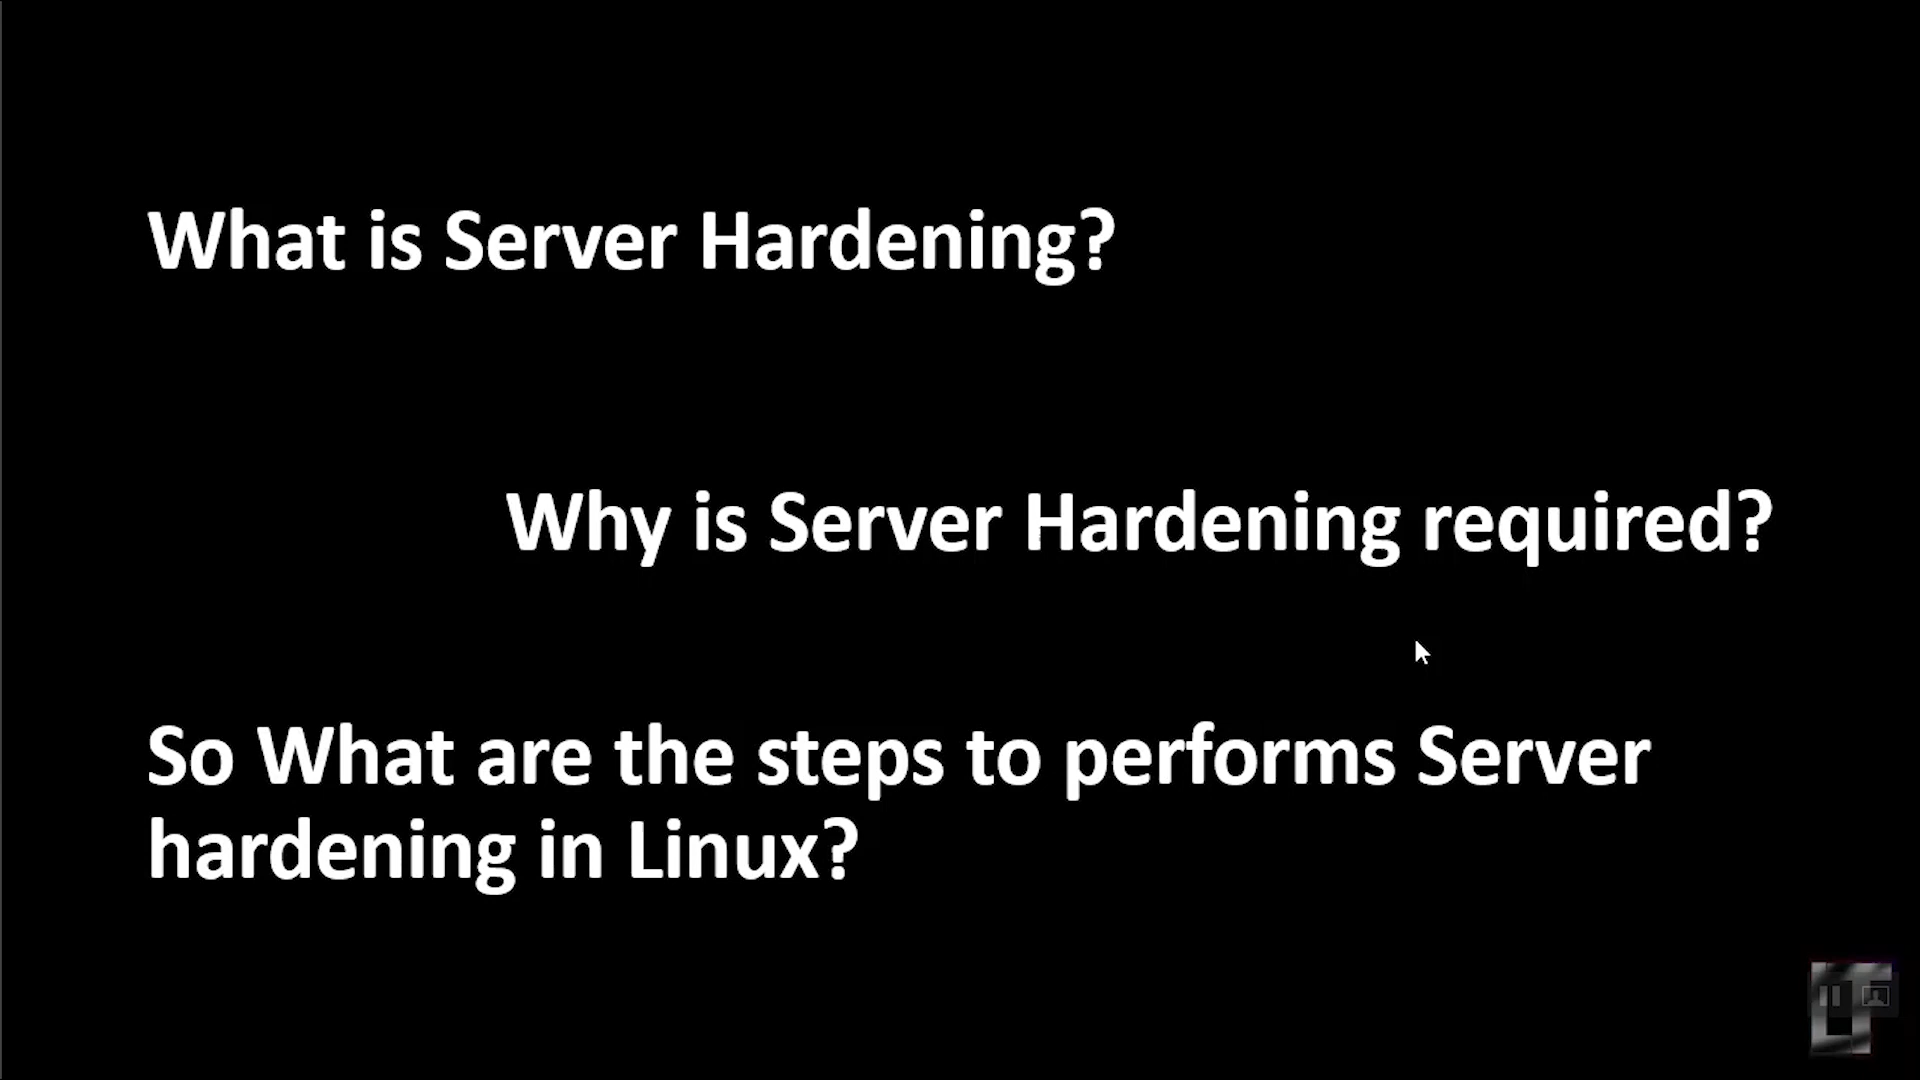 What is Server Hardening?
Why is Server Hardening required?
So What are the steps to performs Server
hardening in Linux?